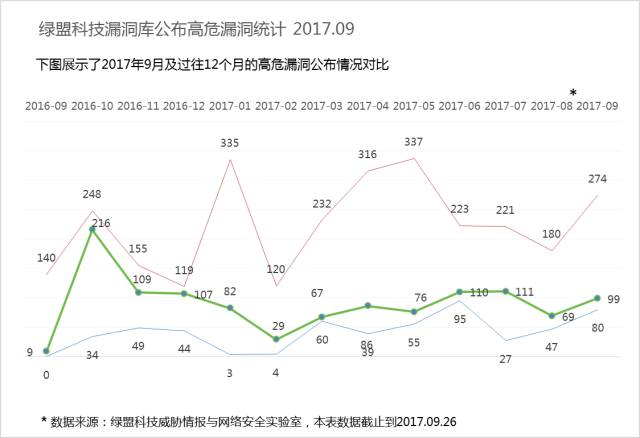 绿盟科技漏洞库公布高危漏洞统计 2017.09
下图展示了2017年9月及过往12个月的高危漏洞公布情况对比
*
2016-09 2016-10 2016-11 2016-12 2017-01 2017-02 2017-03 2017-04 2017-05 2017-06 2017-07 2017-08 2017-09
140 248 155 119 335 120 232 316 337 223 221 180 274
9 216 109 107 82 29 67 86 76 110 111 69 99
0 34 49 44 3 4 60 39 55 95 27 47 80
* 数据来源：绿盟科技威胁情报与网络安全实验室，本表数据截止到2017.09.26